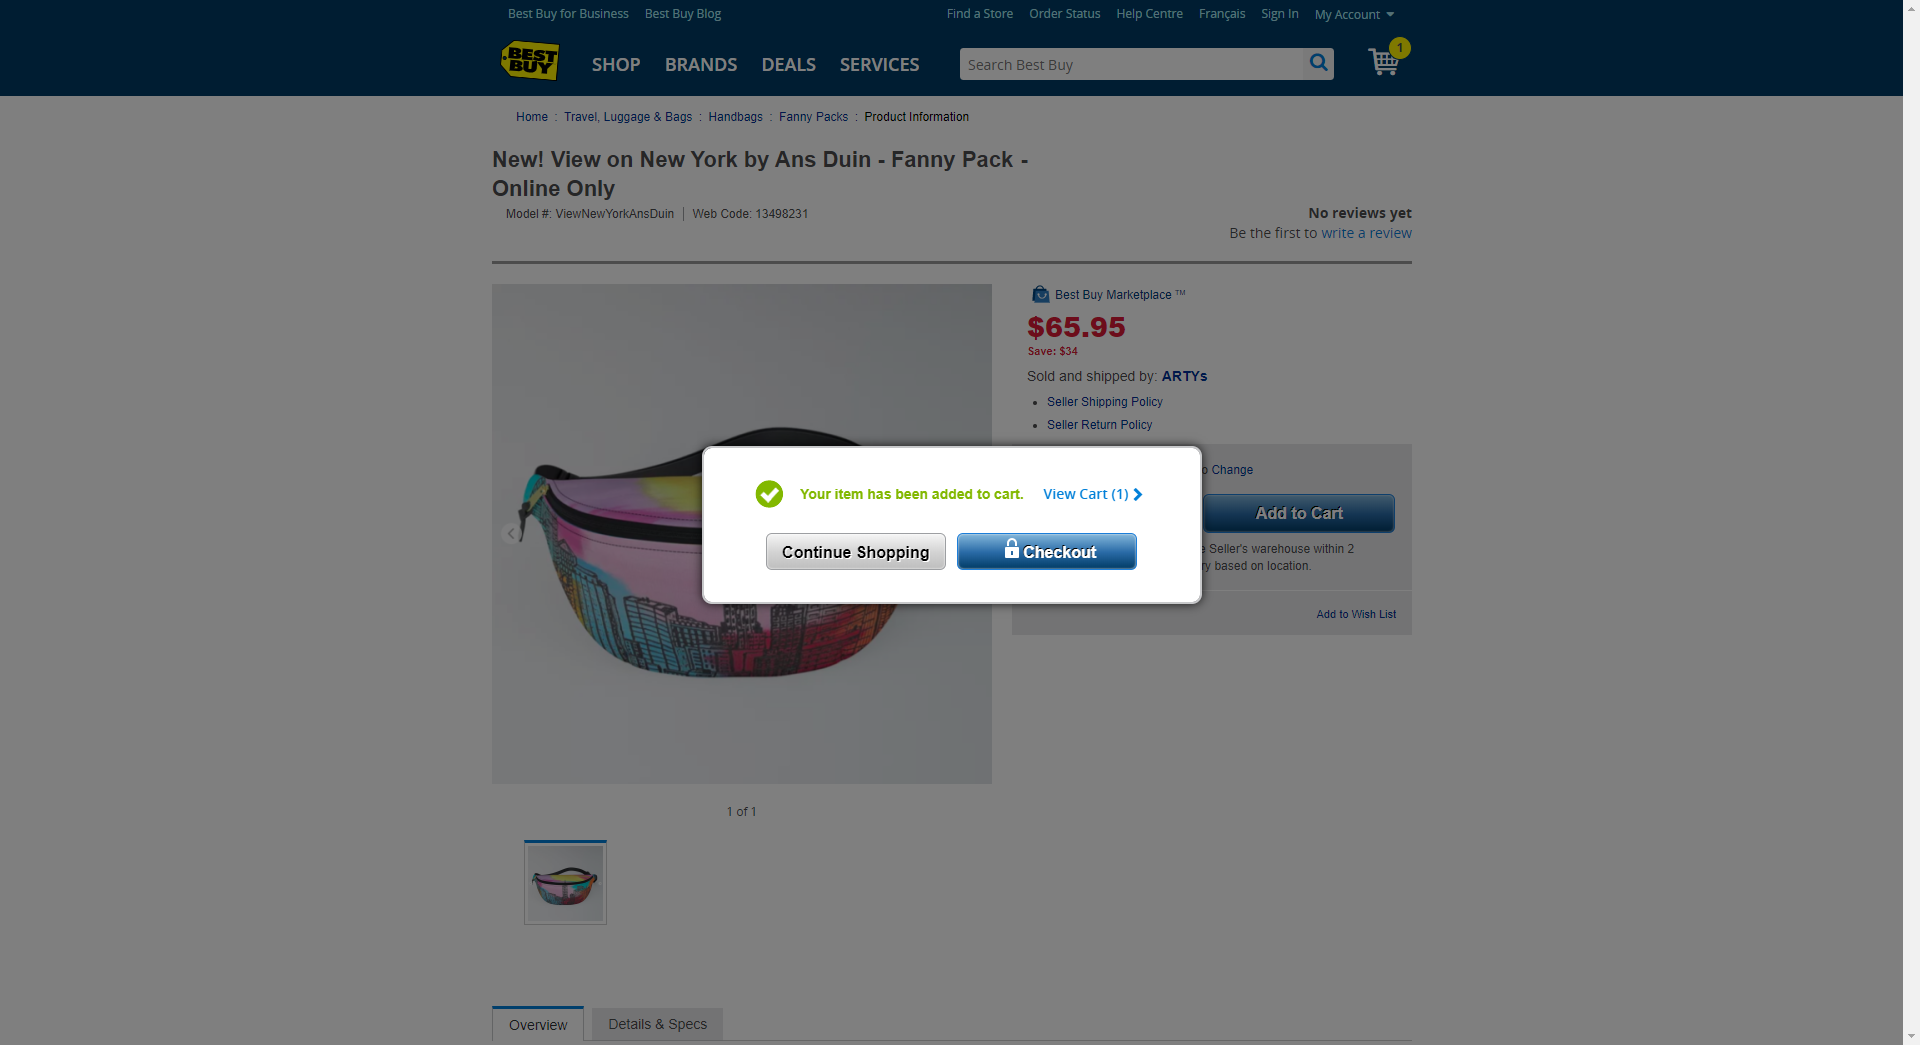 Best Buy for Business Best Buy Blog Find a Store Order Status Help Centre Français Sign In My Account
BEST BUY
SHOP BRANDS DEALS SERVICES Search Best Buy 1
Home : Travel, Luggage & Bags : Handbags : Fanny Packs : Product Information
New! View on New York by Ans Duin - Fanny Pack -
Online Only
Model #: ViewNewYorkAnsDuin Web Code: 13498231
No reviews yet
Be the first to write a review
Best Buy Marketplace TM
$65.95
Save: $34
Sold and shipped by: ARTYs
• Seller Shipping Policy
• Seller Return Policy
Change
Your item has been added to cart. View Cart (1)
Add to Cart
Continue Shopping Checkout
Seller's warehouse within 2
based on location.
Add to Wish List
1 of 1
Overview Details & Specs